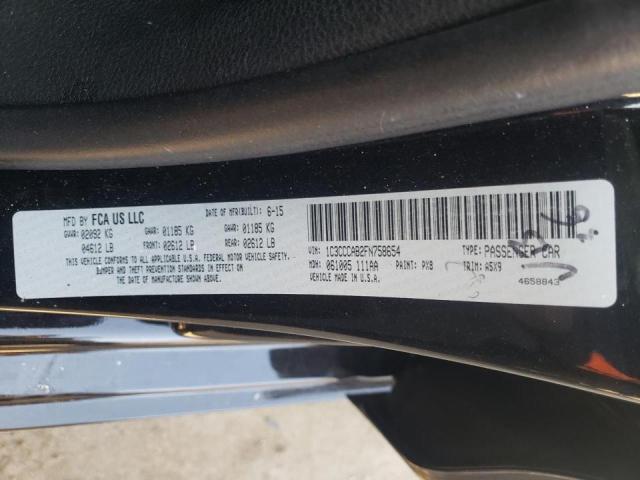 MFD BY FCA US LLC DATE OF MFR(BUILT): 6-15
GVWR: 02092 KG GAWR: 01185 KG GAWR: 01185 KG
04612 LB FRONT: 02612 LB REAR: 02612 LB
THIS VEHICLE CONFORMS TO ALL APPLICABLE U.S.A. FEDERAL MOTOR VEHICLE SAFETY,
BUMPER AND THEFT PREVENTION STANDARDS IN EFFECT ON
THE DATE OF MANUFACTURE SHOWN ABOVE.
VIN: 1C3CCCAB2FN758654 TYPE: PASSENGER CAR
MDH: 061005 111AA PAINT: PX8 TRIM: A5X9
VEHICLE MADE IN U.S.A. 4658843